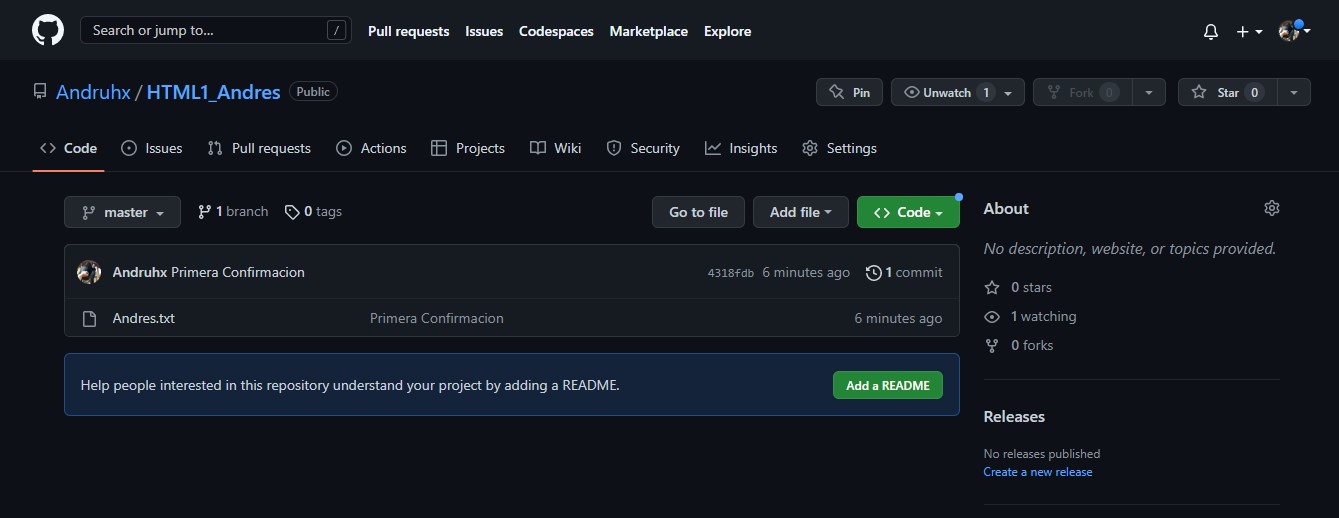 Search or jump to... / Pull requests Issues Codespaces Marketplace Explore
Andruhx / HTML1_Andres Public Pin Unwatch 1 Fork 0 Star 0
Code Issues Pull requests Actions Projects Wiki Security Insights Settings
master 1 branch 0 tags Go to file Add file Code
Andruhx Primera Confirmacion 4318fdb 6 minutes ago 1 commit
Andres.txt Primera Confirmacion 6 minutes ago
Help people interested in this repository understand your project by adding a README. Add a README
About
No description, website, or topics provided.
0 stars
1 watching
0 forks
Releases
No releases published
Create a new release